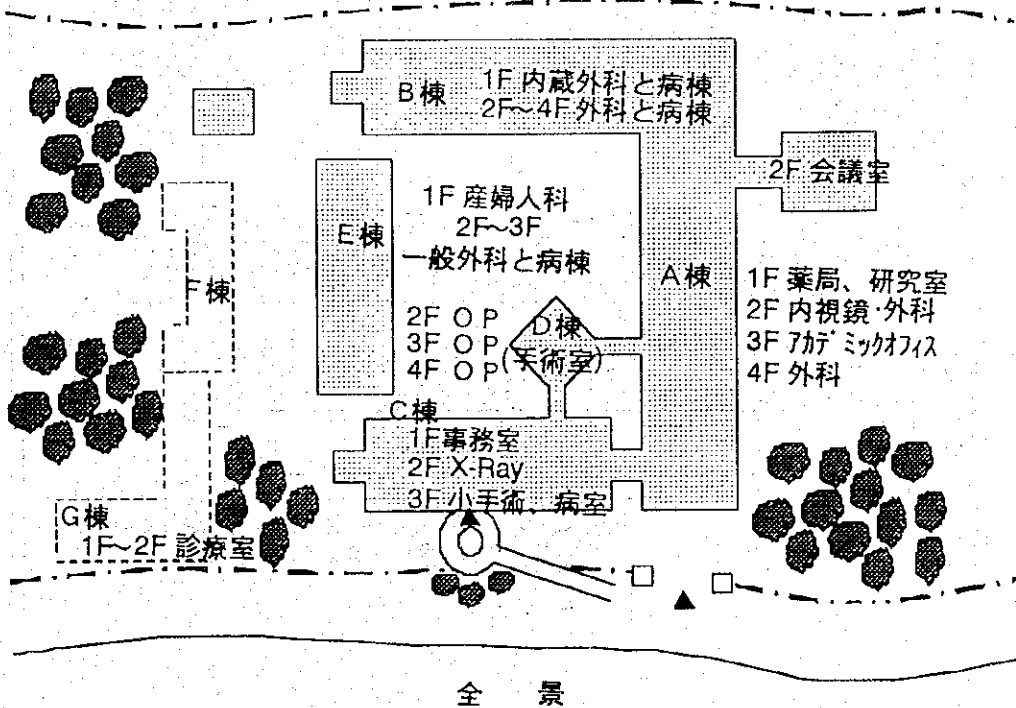 B棟
1F 内蔵外科と病棟
2F～4F 外科と病棟
2F 会議室
1F 産婦人科
2F～3F
一般外科と病棟
E棟
F棟
A棟
1F 薬局、研究室
2F 内視鏡・外科
3F アカデミックオフィス
4F 外科
2F O P
3F O P
4F O P
D棟
(手術室)
C棟
1F事務室
2F X-Ray
3F小手術、病室
G棟
1F～2F 診療室
全 景